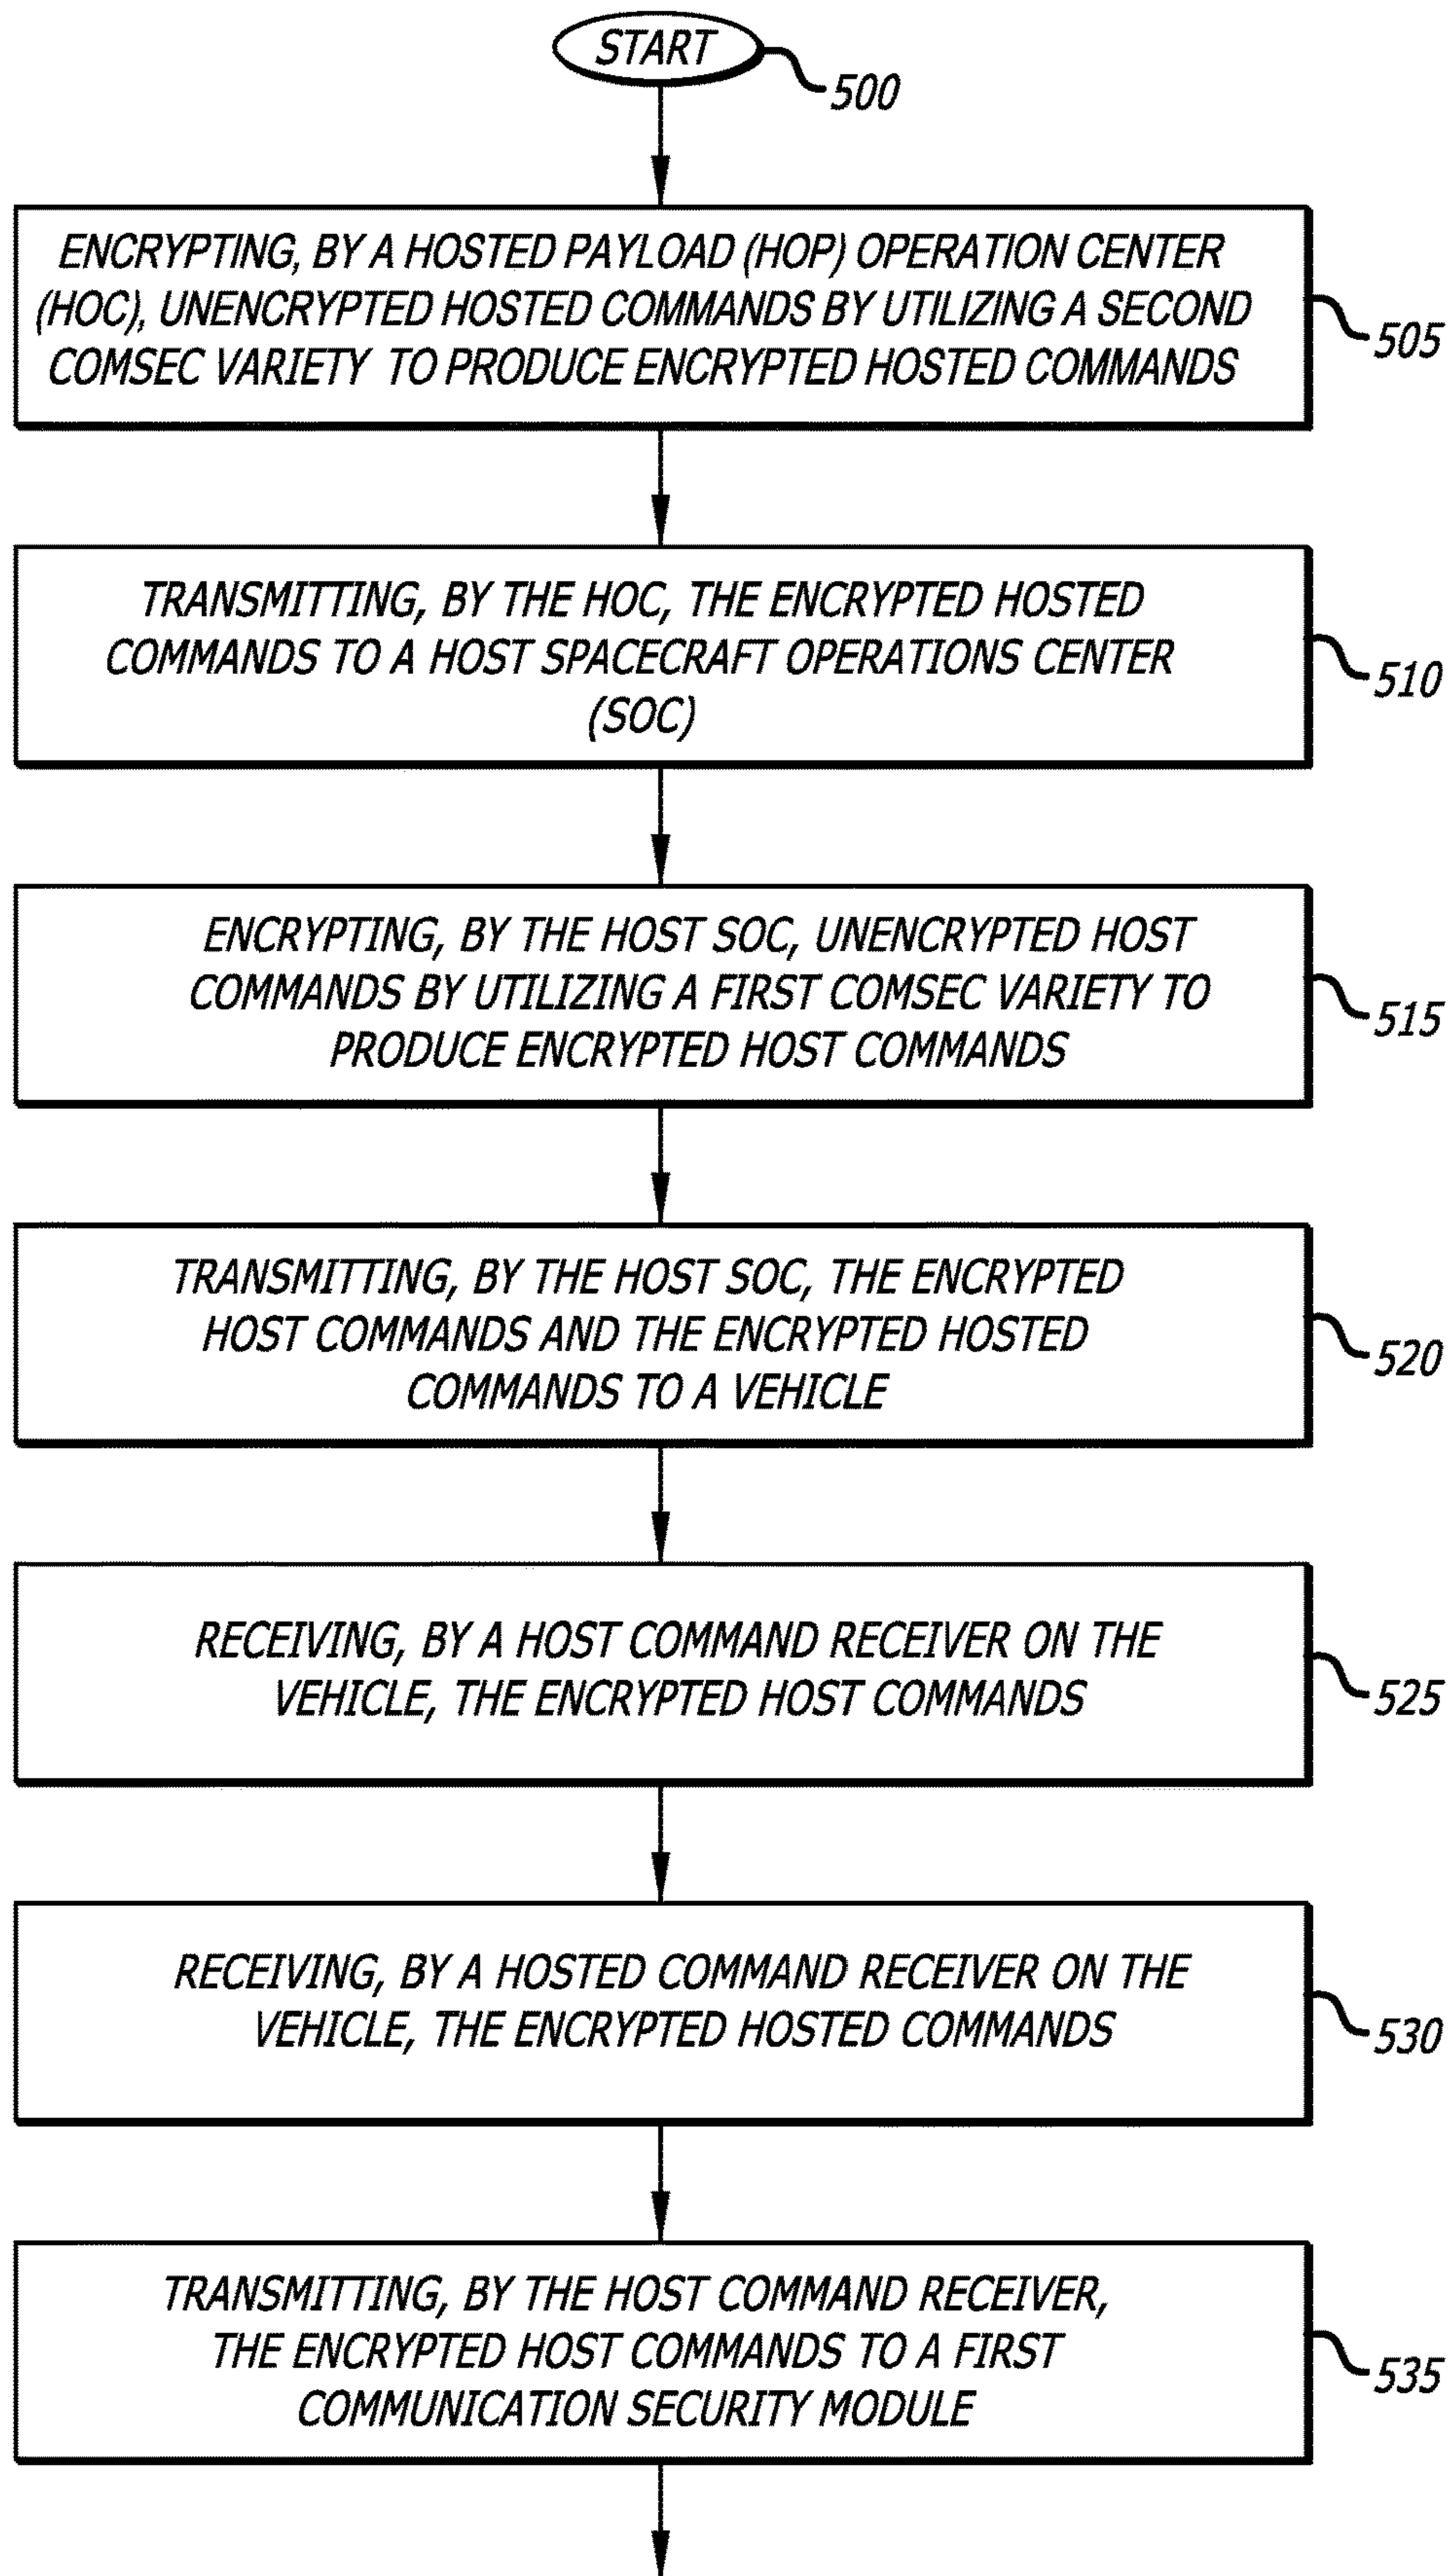 START
500
ENCRYPTING, BY A HOSTED PAYLOAD (HOP) OPERATION CENTER
(HOC), UNENCRYPTED HOSTED COMMANDS BY UTILIZING A SECOND
COMSEC VARIETY TO PRODUCE ENCRYPTED HOSTED COMMANDS
505
TRANSMITTING, BY THE HOC, THE ENCRYPTED HOSTED
COMMANDS TO A HOST SPACECRAFT OPERATIONS CENTER
(SOC)
510
ENCRYPTING, BY THE HOST SOC, UNENCRYPTED HOST
COMMANDS BY UTILIZING A FIRST COMSEC VARIETY TO
PRODUCE ENCRYPTED HOST COMMANDS
515
TRANSMITTING, BY THE HOST SOC, THE ENCRYPTED
HOST COMMANDS AND THE ENCRYPTED HOSTED
COMMANDS TO A VEHICLE
520
RECEIVING, BY A HOST COMMAND RECEIVER ON THE
VEHICLE, THE ENCRYPTED HOST COMMANDS
525
RECEIVING, BY A HOSTED COMMAND RECEIVER ON THE
VEHICLE, THE ENCRYPTED HOSTED COMMANDS
530
TRANSMITTING, BY THE HOST COMMAND RECEIVER,
THE ENCRYPTED HOST COMMANDS TO A FIRST
COMMUNICATION SECURITY MODULE
535